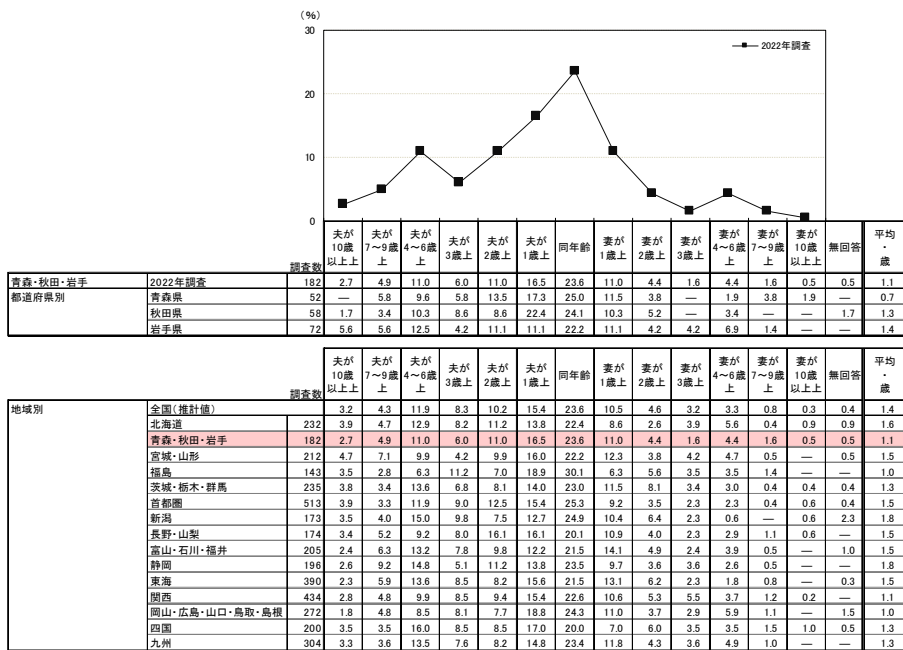 (%)
30
20
10
0
2022年調査
調査数 夫が10歳以上上 夫が7～9歳上 夫が4～6歳上 夫が3歳上 夫が2歳上 夫が1歳上 同年齢 妻が1歳上 妻が2歳上 妻が3歳上 妻が4～6歳上 妻が7～9歳上 妻が10歳以上上 無回答 平均・歳
青森・秋田・岩手 2022年調査 182 2.7 4.9 11.0 6.0 11.0 16.5 23.6 11.0 4.4 1.6 4.4 1.6 0.5 0.5 1.1
都道府県別 青森県 52 ― 5.8 9.6 5.8 13.5 17.3 25.0 11.5 3.8 ― 1.9 3.8 1.9 ― 0.7
秋田県 58 1.7 3.4 10.3 8.6 8.6 22.4 24.1 10.3 5.2 ― 3.4 ― ― 1.7 1.3
岩手県 72 5.6 5.6 12.5 4.2 11.1 11.1 22.2 11.1 4.2 4.2 6.9 1.4 ― ― 1.4
調査数 夫が10歳以上上 夫が7～9歳上 夫が4～6歳上 夫が3歳上 夫が2歳上 夫が1歳上 同年齢 妻が1歳上 妻が2歳上 妻が3歳上 妻が4～6歳上 妻が7～9歳上 妻が10歳以上上 無回答 平均・歳
地域別 全国(推計値) 3.2 4.3 11.9 8.3 10.2 15.4 23.6 10.5 4.6 3.2 3.3 0.8 0.3 0.4 1.4
北海道 232 3.9 4.7 12.9 8.2 11.2 13.8 22.4 8.6 2.6 3.9 5.6 0.4 0.9 0.9 1.6
青森・秋田・岩手 182 2.7 4.9 11.0 6.0 11.0 16.5 23.6 11.0 4.4 1.6 4.4 1.6 0.5 0.5 1.1
宮城・山形 212 4.7 7.1 9.9 4.2 9.9 16.0 22.2 12.3 3.8 4.2 4.7 0.5 ― 0.5 1.5
福島 143 3.5 2.8 6.3 11.2 7.0 18.9 30.1 6.3 5.6 3.5 3.5 1.4 ― ― 1.0
茨城・栃木・群馬 235 3.8 3.4 13.6 6.8 8.1 14.0 23.0 11.5 8.1 3.4 3.0 0.4 0.4 0.4 1.3
首都圏 513 3.9 3.3 11.9 9.0 12.5 15.4 25.3 9.2 3.5 2.3 2.3 0.4 0.6 0.4 1.5
新潟 173 3.5 4.0 15.0 9.8 7.5 12.7 24.9 10.4 6.4 2.3 0.6 ― 0.6 2.3 1.8
長野・山梨 174 3.4 5.2 9.2 8.0 16.1 16.1 20.1 10.9 4.0 2.3 2.9 1.1 0.6 ― 1.5
富山・石川・福井 205 2.4 6.3 13.2 7.8 9.8 12.2 21.5 14.1 4.9 2.4 3.9 0.5 ― 1.0 1.5
静岡 196 2.6 9.2 14.8 5.1 11.2 13.8 23.5 9.7 3.6 3.6 2.6 0.5 ― ― 1.8
東海 390 2.3 5.9 13.6 8.5 8.2 15.6 21.5 13.1 6.2 2.3 1.8 0.8 ― 0.3 1.5
関西 434 2.8 4.8 9.9 8.5 9.4 15.4 22.6 10.6 5.3 5.5 3.7 1.2 0.2 ― 1.1
岡山・広島・山口・鳥取・島根 272 1.8 4.8 8.5 8.1 7.7 18.8 24.3 11.0 3.7 2.9 5.9 1.1 ― 1.5 1.0
四国 200 3.5 3.5 16.0 8.5 8.5 17.0 20.0 7.0 6.0 3.5 3.5 1.5 1.0 0.5 1.3
九州 304 3.3 3.6 13.5 7.6 8.2 14.8 23.4 11.8 4.3 3.6 4.9 1.0 ― ― 1.3